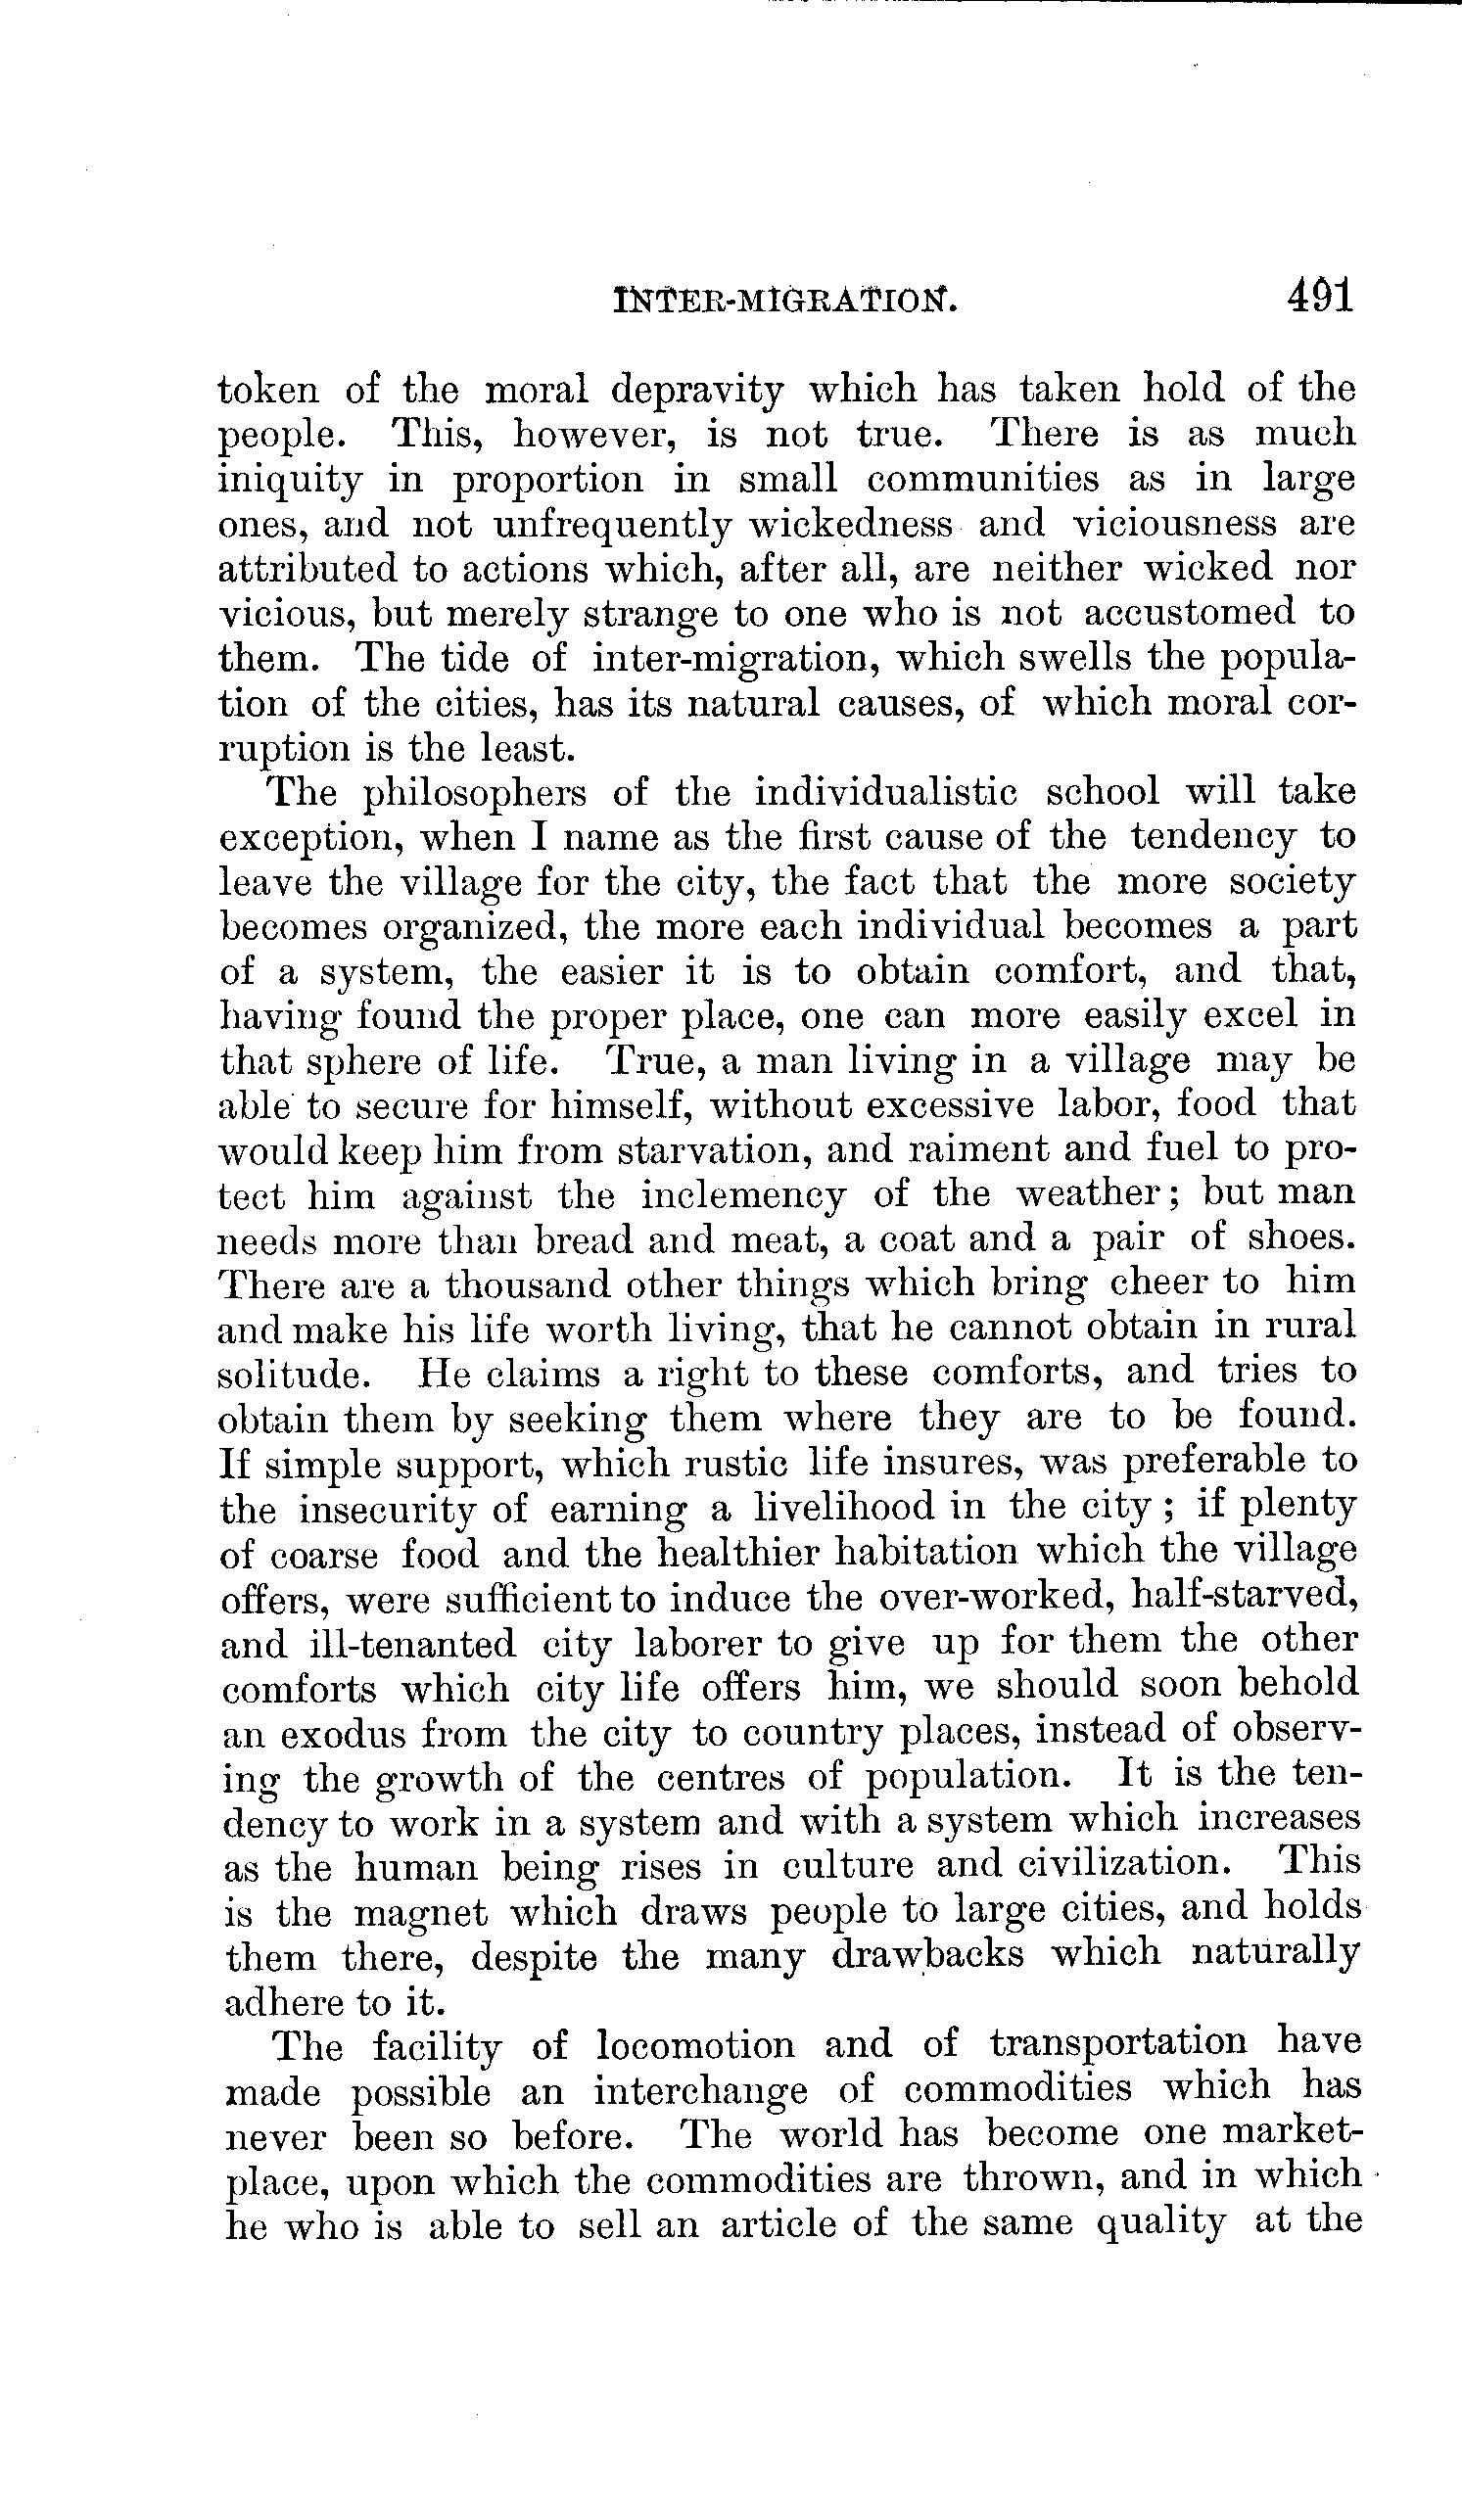 INTER-MIGRATION. 491
token of the moral depravity which has taken hold of the
people. This, however, is not true. There is as much
iniquity in proportion in small communities as in large
ones, and not unfrequently wickedness and viciousness are
attributed to actions which, after all, are neither wicked nor
vicious, but merely strange to one who is not accustomed to
them. The tide of inter-migration, which swells the popula-
tion of the cities, has its natural causes, of which moral cor-
ruption is the least.
The philosophers of the individualistic school will take
exception, when I name as the first cause of the tendency to
leave the village for the city, the fact that the more society
becomes organized, the more each individual becomes a part
of a system, the easier it is to obtain comfort, and that,
having found the proper place, one can more easily excel in
that sphere of life. True, a man living in a village may be
able to secure for himself, without excessive labor, food that
would keep him from starvation, and raiment and fuel to pro-
tect him against the inclemency of the weather; but man
needs more than bread and meat, a coat and a pair of shoes.
There are a thousand other things which bring cheer to him
and make his life worth living, that he cannot obtain in rural
solitude. He claims a right to these comforts, and tries to
obtain them by seeking them where they are to be found.
If simple support, which rustic life insures, was preferable to
the insecurity of earning a livelihood in the city; if plenty
of coarse food and the healthier habitation which the village
offers, were sufficient to induce the over-worked, half-starved,
and ill-tenanted city laborer to give up for them the other
comforts which city life offers him, we should soon behold
an exodus from the city to country places, instead of observ-
ing the growth of the centres of population. It is the ten-
dency to work in a system and with a system which increases
as the human being rises in culture and civilization. This
is the magnet which draws people to large cities, and holds
them there, despite the many drawbacks which naturally
adhere to it.
The facility of locomotion and of transportation have
made possible an interchange of commodities which has
never been so before. The world has become one market-
place, upon which the commodities are thrown, and in which
he who is able to sell an article of the same quality at the